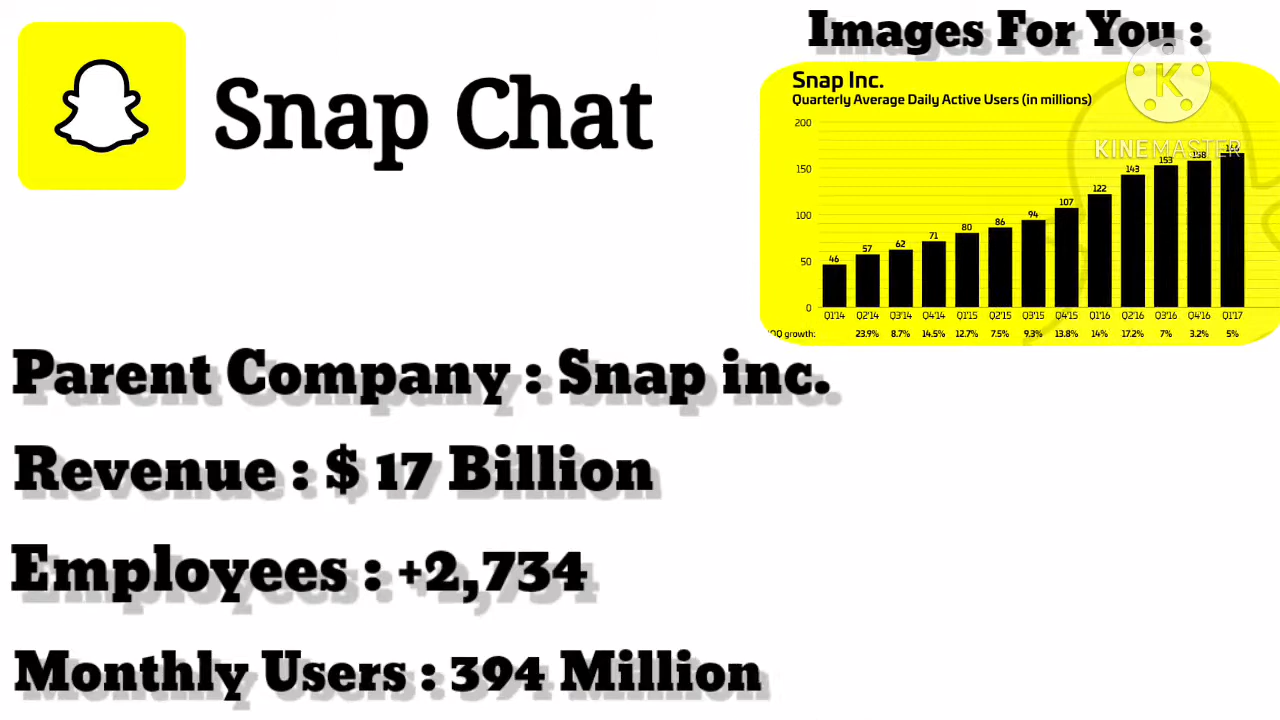 Snap Chat
Images For You :
Snap Inc.
Quarterly Average Daily Active Users (in millions)
KINEMASTER
200
150
100
50
0
46 57 62 71 80 86 94 107 122 143 153 158
Q1'14 Q2'14 Q3'14 Q4'14 Q1'15 Q2'15 Q3'15 Q4'15 Q1'16 Q2'16 Q3'16 Q4'16 Q1'17
growth: 23.9% 8.7% 14.5% 12.7% 7.5% 9.3% 13.8% 14% 17.2% 7% 3.2% 5%
Parent Company : Snap inc.
Revenue : $ 17 Billion
Employees : +2,734
Monthly Users : 394 Million